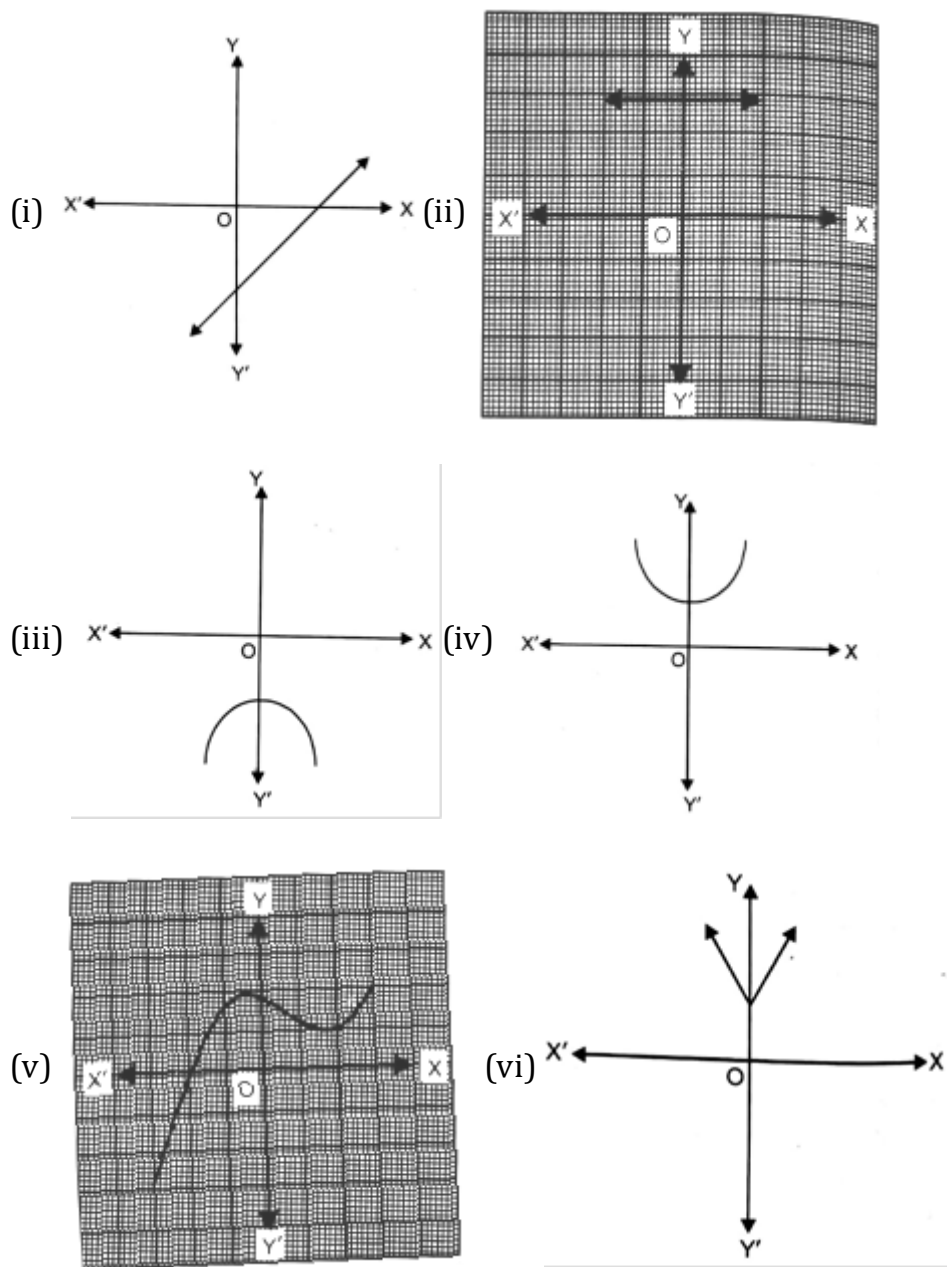 (i)
Y
X'
O
X
Y'
(ii)
Y
X'
O
X
Y'
(iii)
Y
X'
O
X
Y'
(iv)
Y
X'
O
X
Y'
(v)
Y
X'
O
X
Y'
(vi)
Y
X'
O
X
Y'